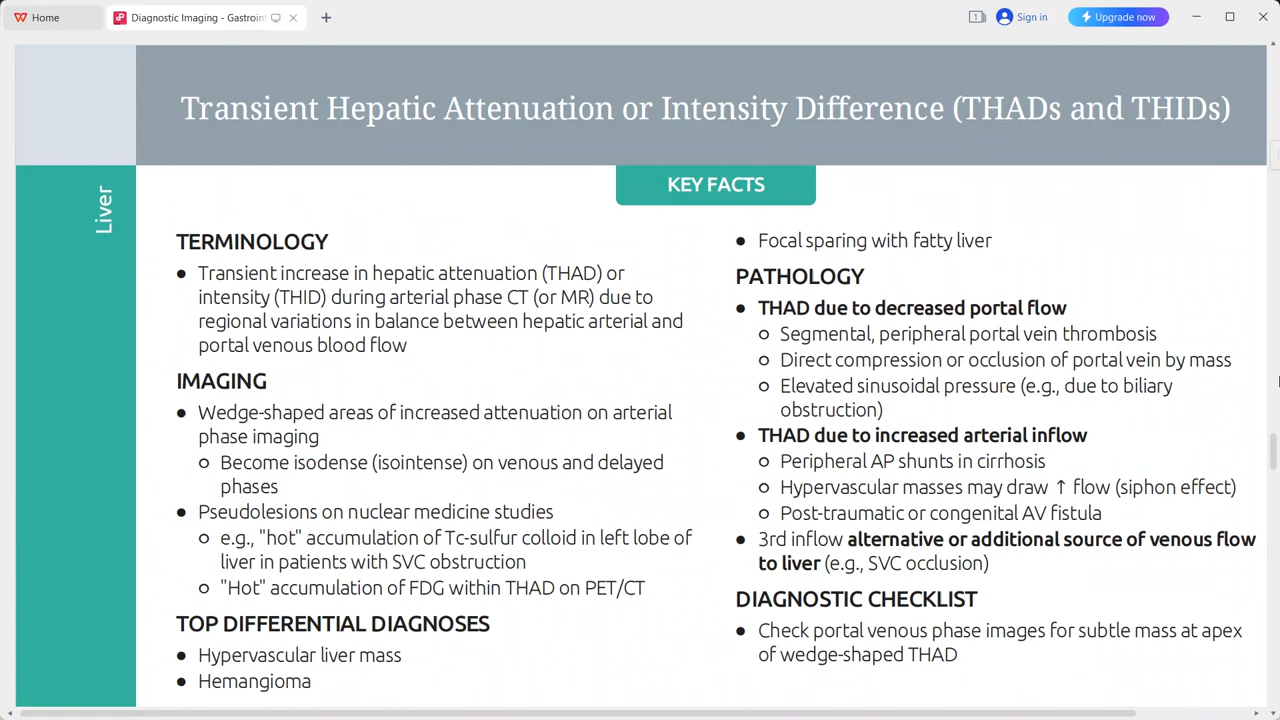 Home
Diagnostic Imaging - Gastroint
1
Sign in
Upgrade now
Transient Hepatic Attenuation or Intensity Difference (THADs and THIDs)
Liver
KEY FACTS
TERMINOLOGY
● Transient increase in hepatic attenuation (THAD) or
intensity (THID) during arterial phase CT (or MR) due to
regional variations in balance between hepatic arterial and
portal venous blood flow
IMAGING
● Wedge-shaped areas of increased attenuation on arterial
phase imaging
○ Become isodense (isointense) on venous and delayed
phases
● Pseudolesions on nuclear medicine studies
○ e.g., "hot" accumulation of Tc-sulfur colloid in left lobe of
liver in patients with SVC obstruction
○ "Hot" accumulation of FDG within THAD on PET/CT
TOP DIFFERENTIAL DIAGNOSES
● Hypervascular liver mass
● Hemangioma
● Focal sparing with fatty liver
PATHOLOGY
● THAD due to decreased portal flow
○ Segmental, peripheral portal vein thrombosis
○ Direct compression or occlusion of portal vein by mass
○ Elevated sinusoidal pressure (e.g., due to biliary
obstruction)
● THAD due to increased arterial inflow
○ Peripheral AP shunts in cirrhosis
○ Hypervascular masses may draw ↑ flow (siphon effect)
○ Post-traumatic or congenital AV fistula
● 3rd inflow alternative or additional source of venous flow
to liver (e.g., SVC occlusion)
DIAGNOSTIC CHECKLIST
● Check portal venous phase images for subtle mass at apex
of wedge-shaped THAD